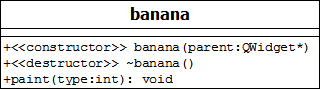 banana
+<<constructor>> banana(parent:QWidget*)
+<<destructor>> ~banana()
+paint(type:int): void